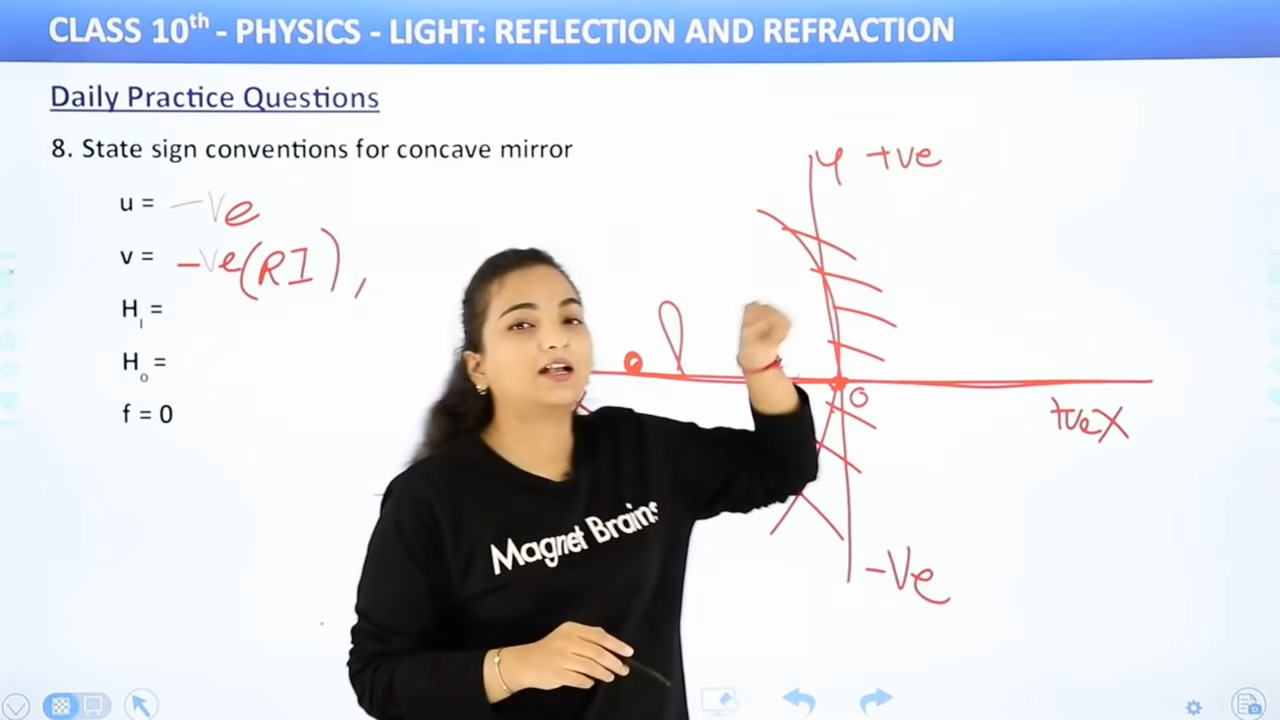 CLASS 10th - PHYSICS - LIGHT: REFLECTION AND REFRACTION
Daily Practice Questions
8. State sign conventions for concave mirror
u = -ve
v = -ve (RI),
HI =
Ho =
f = 0
y +ve
O
+ve X
-ve
Magnet Brains